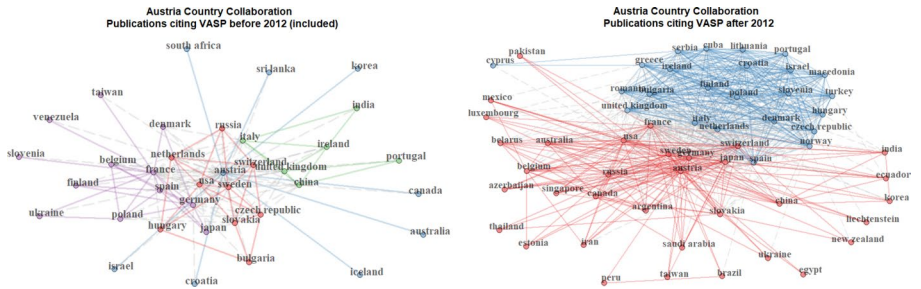 Austria Country Collaboration
Publications citing VASP before 2012 (included)
south africa
sri lanka
korea
taiwan
india
venezuela
denmark
russia
italy
ireland
slovenia
belgium
netherlands
france
switzerland
united kingdom
portugal
austria
finland
spain
usa
sweden
china
canada
germany
ukraine
poland
czech republic
slovakia
hungary
japan
australia
bulgaria
israel
croatia
iceland
Austria Country Collaboration
Publications citing VASP after 2012
pakistan
serbia
cuba
lithuania
portugal
cyprus
greece
iceland
croatia
israel
macedonia
romania
bulgaria
finland
poland
slovenia
turkey
mexico
luxembourg
united kingdom
hungary
italy
denmark
france
netherlands
czech republic
belarus
australia
usa
switzerland
norway
sweden
germany
japan
spain
india
belgium
russia
austria
ecuador
azerbaijan
singapore
canada
china
korea
argentina
slovakia
liechtenstein
thailand
new zealand
estonia
iran
saudi arabia
ukraine
peru
taiwan
brazil
egypt